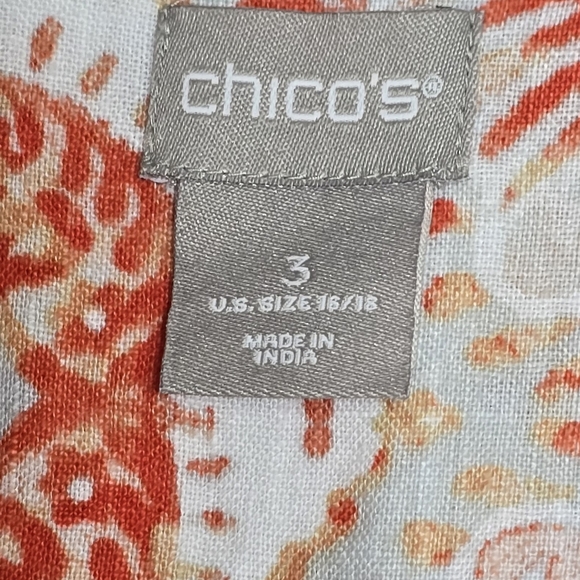 chico's®
3
U.S. SIZE 16/18
MADE IN
INDIA